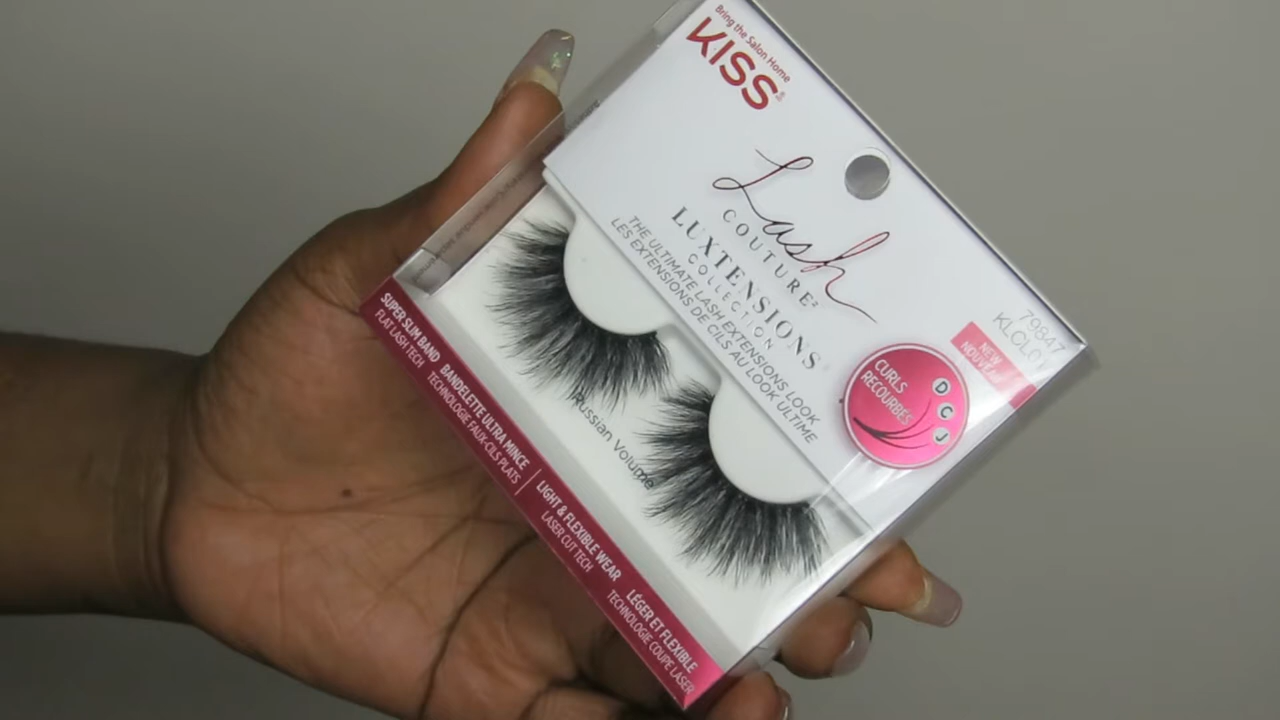 Bring the Salon Home
KISS
Lash
COUTURE
LUXTENSIONS
COLLECTION
THE ULTIMATE LASH EXTENSIONS LOOK
LES EXTENSIONS DE CILS AU LOOK ULTIME
79847
NEW
CURLS
RECOURBÉS
D
C
J
Russian Volume
SUPER SLIM BAND BANDELETTE ULTRA MINCE
FLAT LASH TECH TECHNOLOGIE FAUX-CILS PLATS
LIGHT & FLEXIBLE WEAR LÉGER ET FLEXIBLE
LASER CUT TECH TECHNOLOGIE COUPE LASER